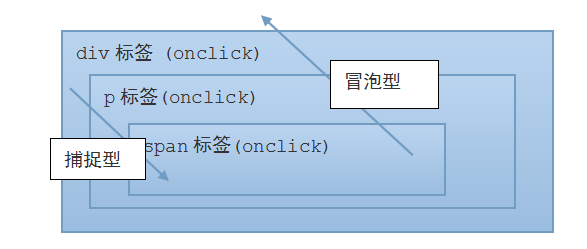 div 标签 (onclick)
冒泡型
p 标签(onclick)
span 标签(onclick)
捕捉型